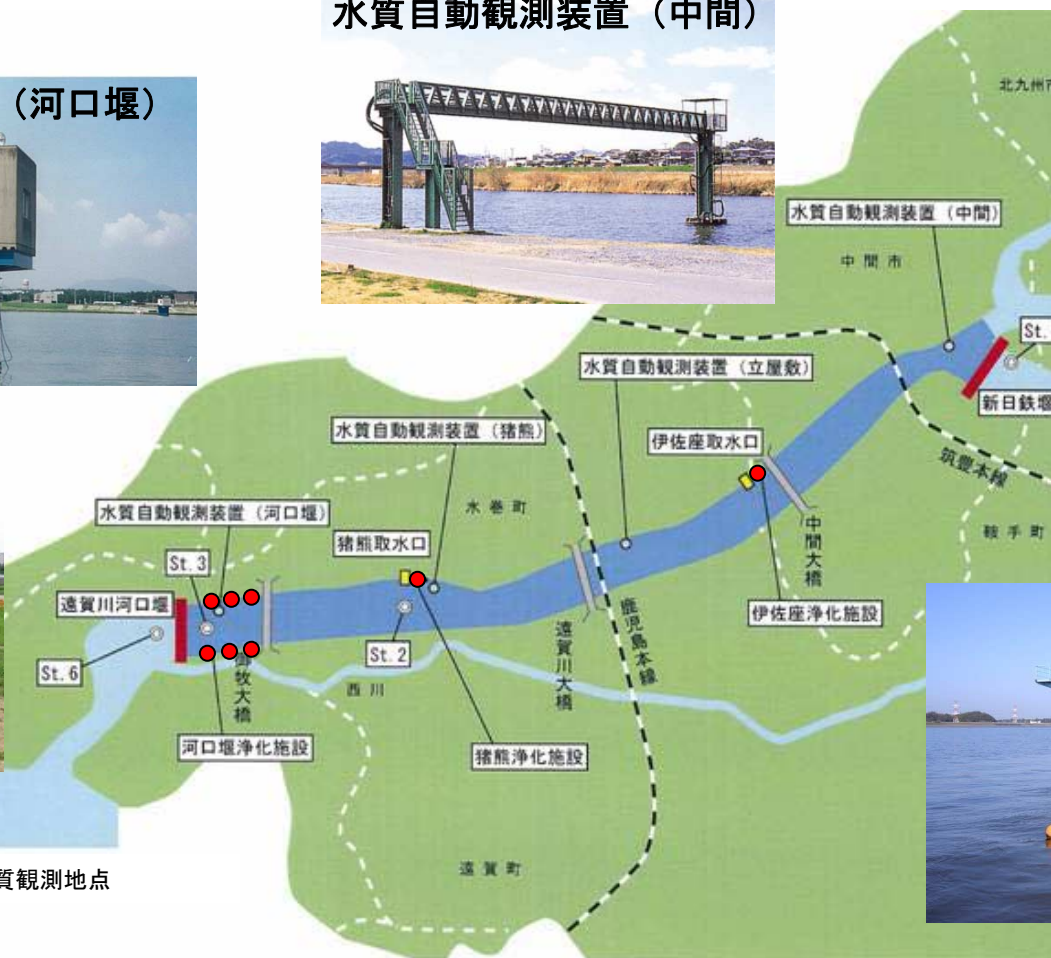 水質自動観測装置（中間）
（河口堰）
北九州市
水質自動観測装置（中間）
中間市
St.
新日鉄堰
水質自動観測装置（立屋敷）
水質自動観測装置（猪熊）
伊佐座取水口
筑豊本線
水巻町
水質自動観測装置（河口堰）
中間大橋
鞍手町
猪熊取水口
St.3
遠賀川河口堰
伊佐座浄化施設
鹿児島本線
遠賀川大橋
St.2
St.6
御牧大橋
西川
河口堰浄化施設
猪熊浄化施設
遠賀町
質観測地点